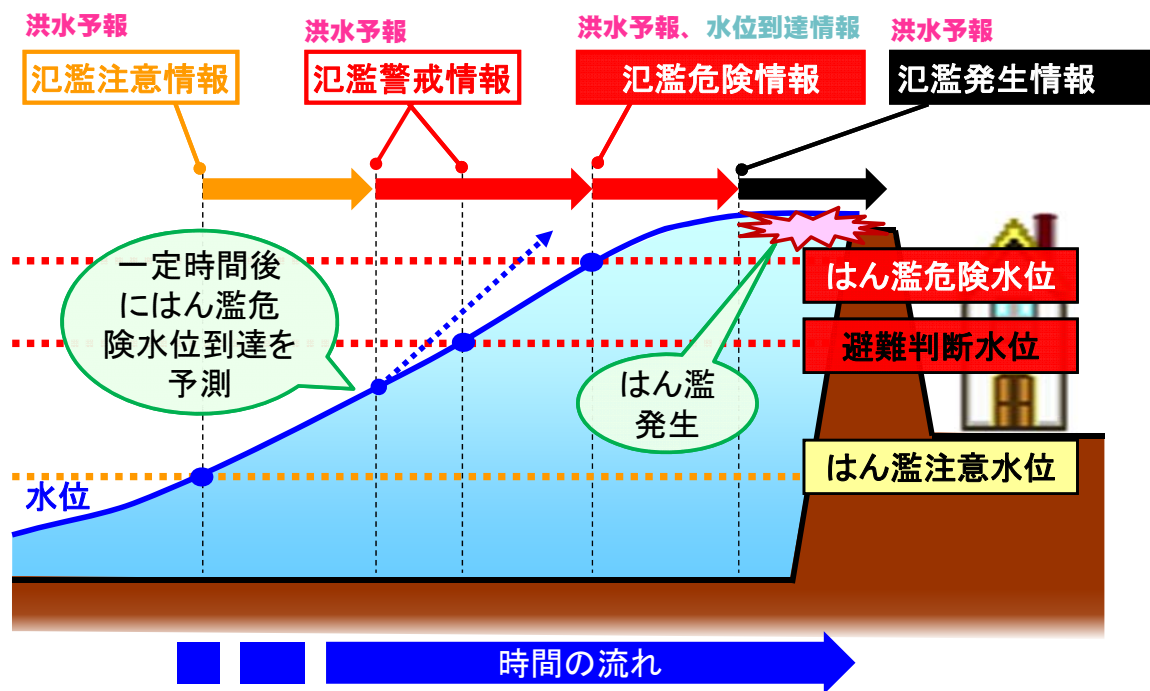 洪水予報
洪水予報
洪水予報、水位到達情報
洪水予報
氾濫注意情報
氾濫警戒情報
氾濫危険情報
氾濫発生情報
一定時間後
にはん濫危
険水位到達を
予測
はん濫危険水位
避難判断水位
はん濫
発生
はん濫注意水位
水位
時間の流れ